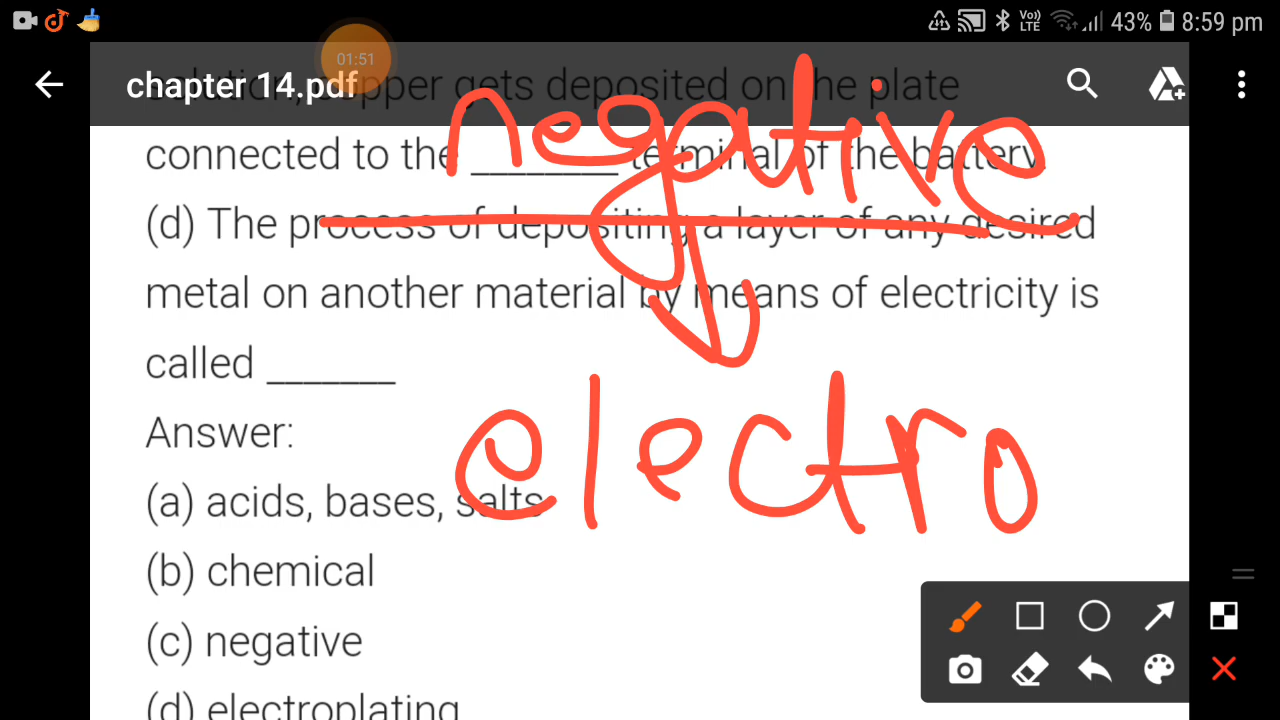 01:51
Vo)) LTE 43% 8:59 pm
chapter 14.pdf
solution, copper gets deposited on the plate
negative
connected to the _______ terminal of the battery.
(d) The process of depositing a layer of any desired
metal on another material by means of electricity is
called _______
electro
Answer:
(a) acids, bases, salts
(b) chemical
(c) negative
(d) electroplating